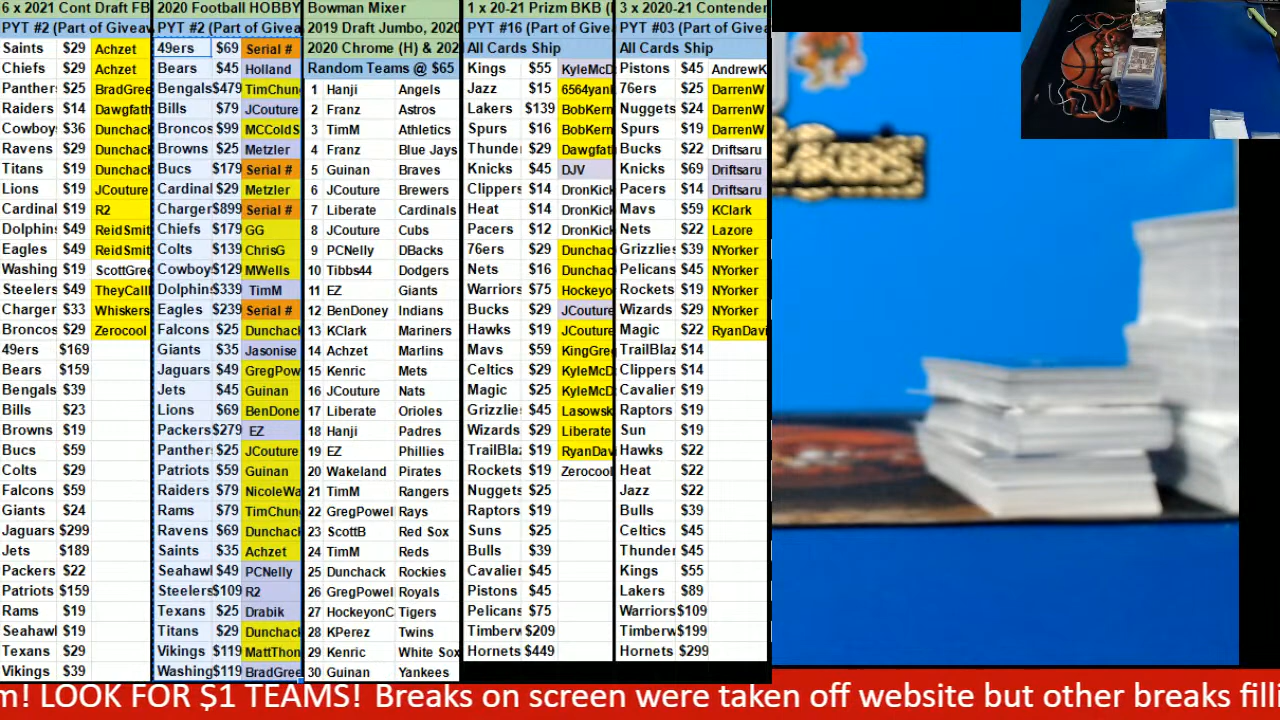 6 x 2021 Cont Draft FB
PYT #2 (Part of Giveav
Saints $29 Achzet
Chiefs $29 Achzet
Panther $25 BradGree
Raiders $14 Dawgfath
Cowboy $36 Dunchack
Ravens $29 Dunchack
Titans $19 Dunchack
Lions $19 JCouture
Cardinal $19 R2
Dolphin $49 ReidSmit
Eagles $49 ReidSmit
Washing $19 ScottGree
Steelers $49 TheyCallI
Charger $33 Whiskers
Broncos $29 Zerocool
49ers $169
Bears $159
Bengals $39
Bills $23
Browns $19
Bucs $59
Colts $29
Falcons $59
Giants $24
Jaguars $299
Jets $189
Packers $22
Patriots $159
Rams $19
Seahawl $19
Texans $29
Vikings $39
2020 Football HOBBY
PYT #2 (Part of Givea
49ers $69 Serial #
Bears $45 Holland
Bengals $479 TimChun
Bills $79 JCouture
Broncos $99 MCColdS
Browns $25 Metzler
Bucs $179 Serial #
Cardinal $29 Metzler
Charger $899 Serial #
Chiefs $179 GG
Colts $139 ChrisG
Cowboy $129 MWells
Dolphin $339 TimM
Eagles $239 Serial #
Falcons $25 Dunchack
Giants $35 Jasonise
Jaguars $49 GregPow
Jets $45 Guinan
Lions $69 BenDone
Packers $279 EZ
Panther $25 JCouture
Patriots $59 Guinan
Raiders $79 NicoleWa
Rams $79 TimChun
Ravens $69 Dunchack
Saints $35 Achzet
Seahawl $49 PCNelly
Steelers $109 R2
Texans $25 Drabik
Titans $29 Dunchack
Vikings $119 MattThon
Washing $119 BradGree
Bowman Mixer
2019 Draft Jumbo, 2020
2020 Chrome (H) & 202
Random Teams @ $65
1 Hanji Angels
2 Franz Astros
3 TimM Athletics
4 Franz Blue Jays
5 Guinan Braves
6 JCouture Brewers
7 Liberate Cardinals
8 JCouture Cubs
9 PCNelly DBacks
10 Tibbs44 Dodgers
11 EZ Giants
12 BenDoney Indians
13 KClark Mariners
14 Achzet Marlins
15 Kenric Mets
16 JCouture Nats
17 Liberate Orioles
18 Hanji Padres
19 EZ Phillies
20 Wakeland Pirates
21 TimM Rangers
22 GregPowel Rays
23 ScottB Red Sox
24 TimM Reds
25 Dunchack Rockies
26 GregPowel Royals
27 HockeyonC Tigers
28 KPerez Twins
29 Kenric White Sox
30 Guinan Yankees
1 x 20-21 Prizm BKB (
PYT #16 (Part of Give
All Cards Ship
Kings $55 KyleMcD
Jazz $15 6564yanl
Lakers $139 BobKern
Spurs $16 BobKern
Thunde $29 Dawgfat
Knicks $45 DJV
Clippers $14 DronKick
Heat $14 DronKick
Pacers $12 DronKick
76ers $29 Dunchac
Nets $16 Dunchac
Warriors $75 Hockeyo
Bucks $29 JCouture
Hawks $19 JCouture
Mavs $59 KingGre
Celtics $29 KyleMcD
Magic $25 KyleMcD
Grizzlie $45 Lasowsk
Wizards $29 Liberate
TrailBla $19 RyanDav
Rockets $19 Zerocool
Nuggets $25
Raptors $19
Suns $25
Bulls $39
Cavalie $45
Pistons $45
Pelicans $75
Timberw $209
Hornets $449
3 x 2020-21 Contender
PYT #03 (Part of Givea
All Cards Ship
Pistons $45 AndrewK
76ers $25 DarrenW
Nuggets $24 DarrenW
Spurs $19 DarrenW
Bucks $22 Driftsaru
Knicks $69 Driftsaru
Pacers $14 Driftsaru
Mavs $59 KClark
Nets $22 Lazore
Grizzlie $39 NYorker
Pelicans $45 NYorker
Rockets $19 NYorker
Wizards $29 NYorker
Magic $22 RyanDavi
TrailBlaz $14
Clippers $14
Cavalier $19
Raptors $19
Sun $19
Hawks $22
Heat $22
Jazz $22
Bulls $39
Celtics $45
Thunde $45
Kings $55
Lakers $89
Warriors $109
Timberw $199
Hornets $299
m! LOOK FOR $1 TEAMS! Breaks on screen were taken off website but other breaks filli